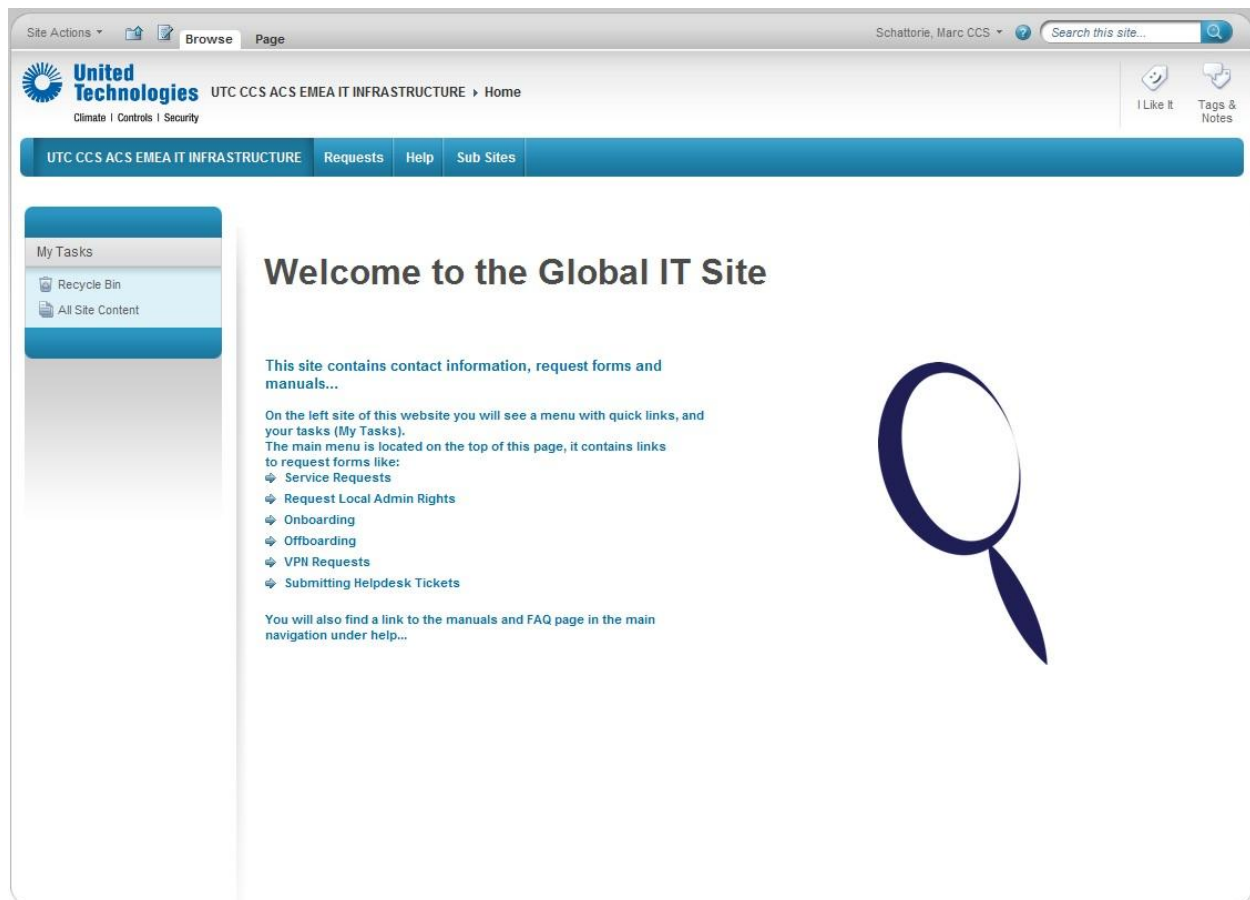 Site Actions
Browse
Page
Schattorie, Marc CCS
Search this site...
United
Technologies
Climate | Controls | Security
UTC CCS ACS EMEA IT INFRASTRUCTURE ▸ Home
I Like It
Tags &
Notes
UTC CCS ACS EMEA IT INFRASTRUCTURE
Requests
Help
Sub Sites
My Tasks
Recycle Bin
All Site Content
Welcome to the Global IT Site
This site contains contact information, request forms and
manuals...
On the left site of this website you will see a menu with quick links, and
your tasks (My Tasks).
The main menu is located on the top of this page, it contains links
to request forms like:
Service Requests
Request Local Admin Rights
Onboarding
Offboarding
VPN Requests
Submitting Helpdesk Tickets
You will also find a link to the manuals and FAQ page in the main
navigation under help...